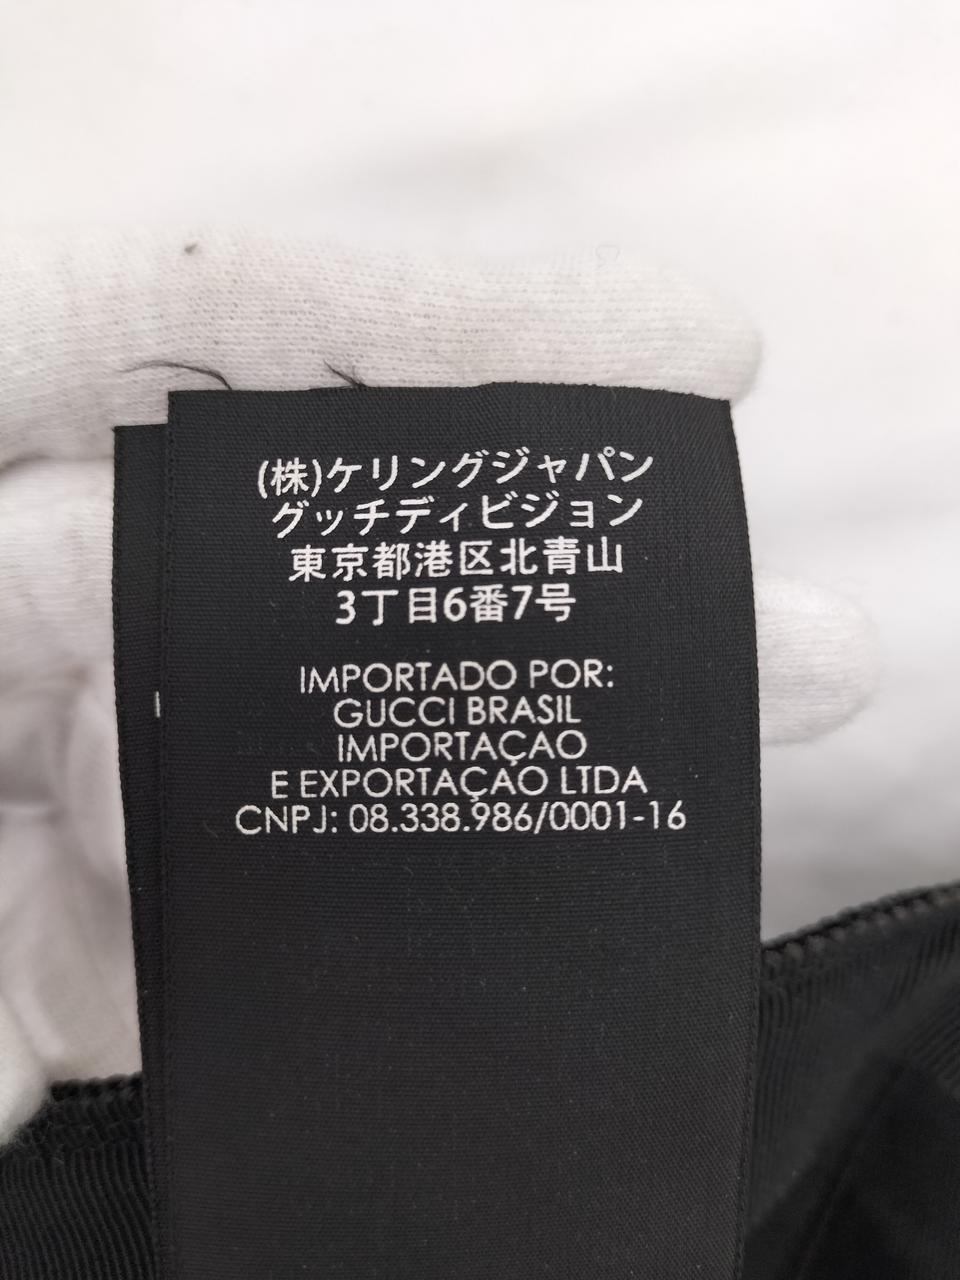 (株)ケリングジャパン
グッチディビジョン
東京都港区北青山
3丁目6番7号
IMPORTADO POR:
GUCCI BRASIL
IMPORTAÇAO
E EXPORTAÇAO LTDA
CNPJ: 08.338.986/0001-16